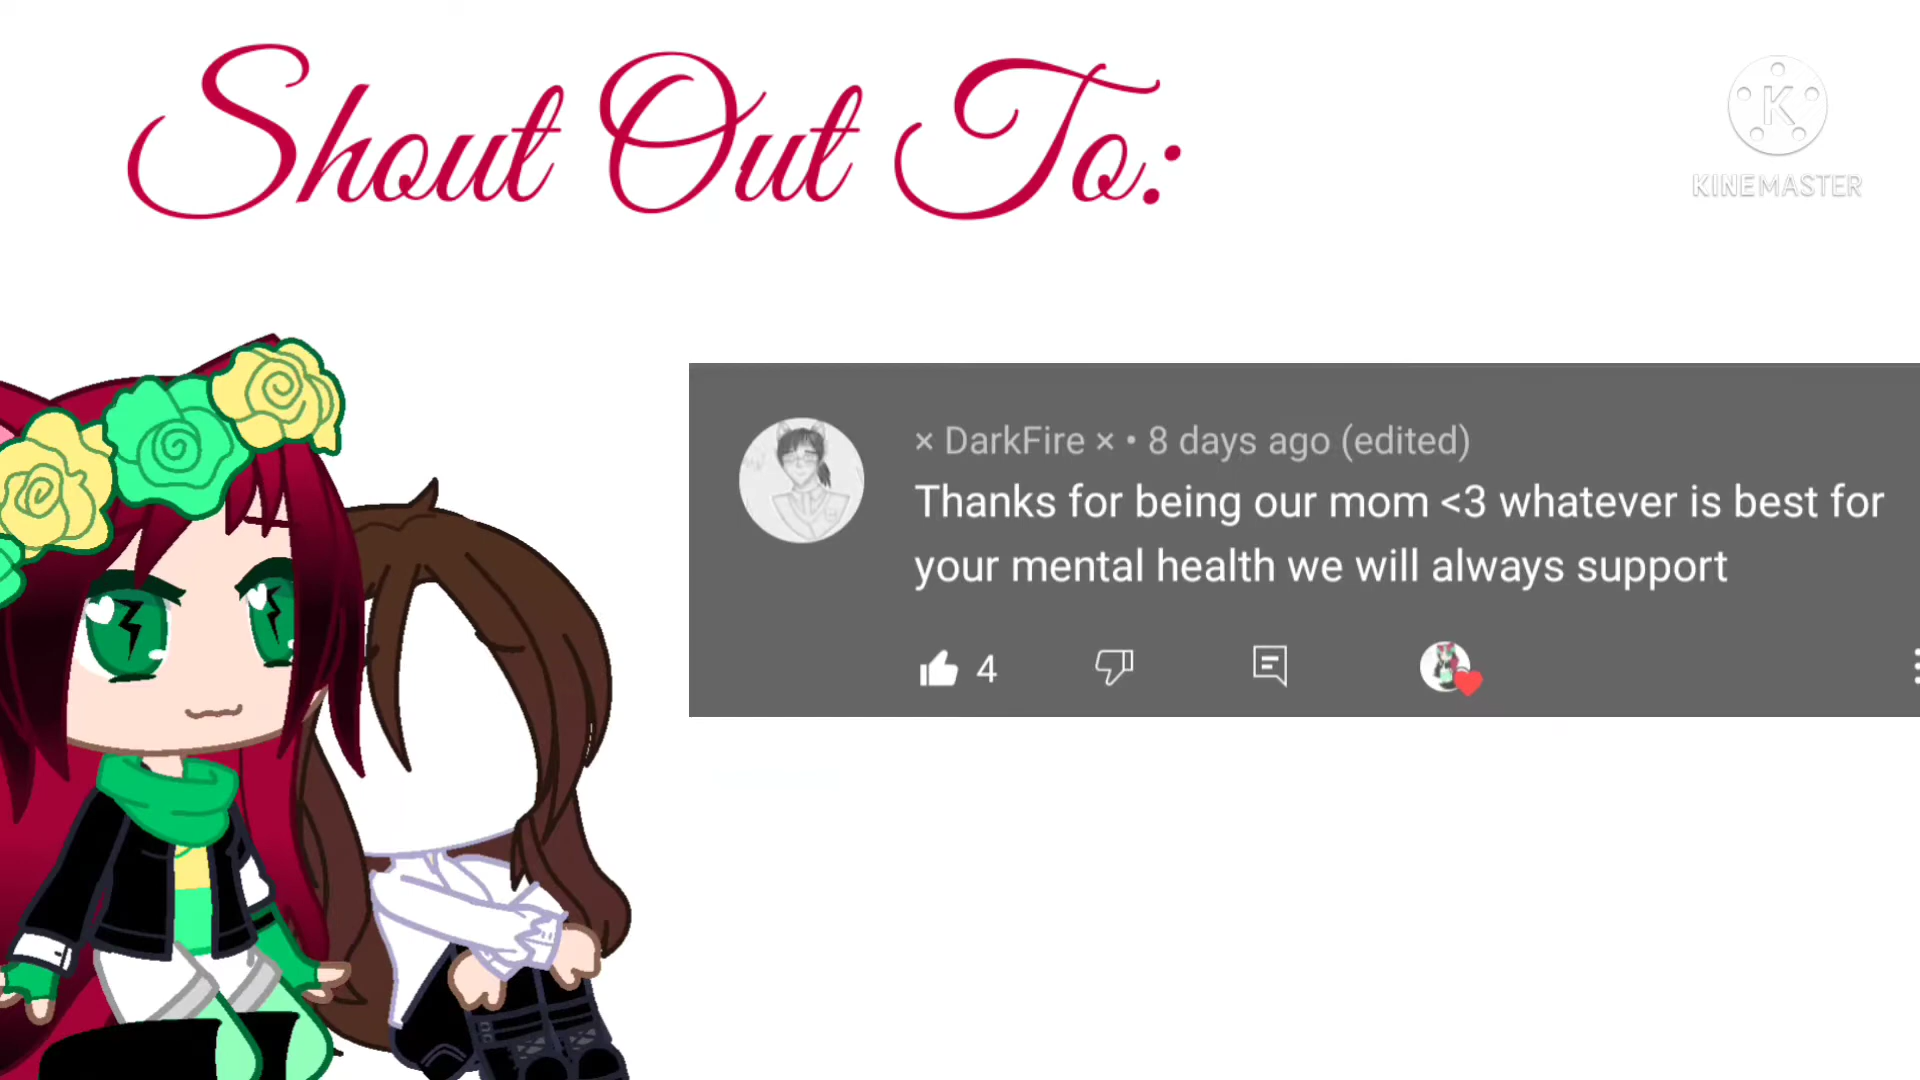 Shout Out To:
K
KINEMASTER
× DarkFire × • 8 days ago (edited)
Thanks for being our mom <3 whatever is best for
your mental health we will always support
4